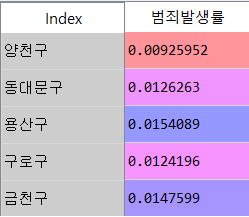 Index 범죄발생률
양천구 0.00925952
동대문구 0.0126263
용산구 0.0154089
구로구 0.0124196
금천구 0.0147599